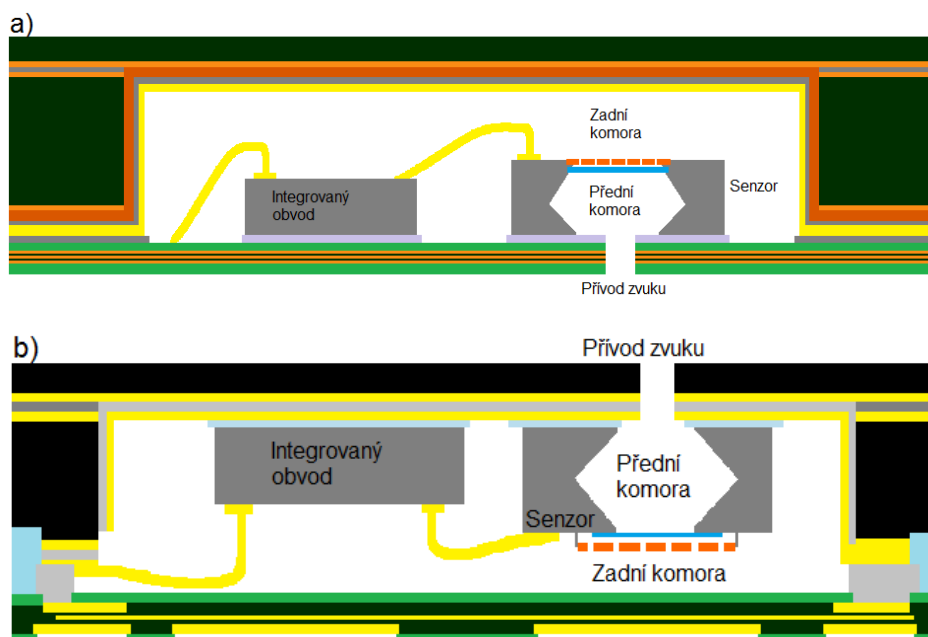 a)
Zadní
komora
Integrovaný
obvod
Přední
komora
Senzor
Přívod zvuku
b)
Přívod zvuku
Integrovaný
obvod
Přední
komora
Senzor
Zadní komora